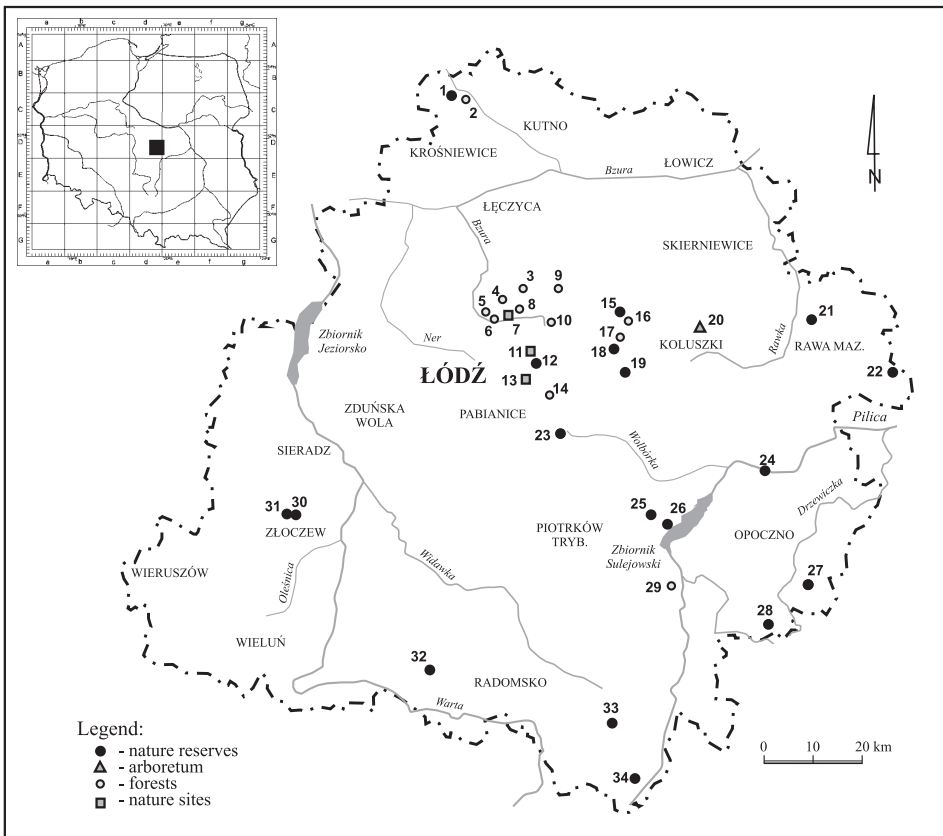 a b c d e f g
A A
B B
C C
D D
E E
F F
G G
a b c d e f g
1
2
KUTNO
KROŚNIEWICE
ŁOWICZ
Bzura
N
ŁĘCZYCA
Bzura
SKIERNIEWICE
3 9
4
5 8
6 7 10
15
16
17
18
19
20
KOLUSZKI
Rawka
21
RAWA MAZ.
22
Zbiornik
Jeziorsko
Ner
11
12
ŁÓDŹ
13
14
PABIANICE
ZDUŃSKA
WOLA
SIERADZ
23
Wolbórka
24
Pilica
Drzewiczka
31 30
ZŁOCZEW
25
26
PIOTRKÓW
TRYB.
OPOCZNO
Zbiornik
Sulejowski
WIERUSZÓW
Oleśnica
Widawka
27
29
28
WIELUŃ
32
RADOMSKO
Warta
33
34
Legend:
- nature reserves
- arboretum
- forests
- nature sites
0 10 20 km